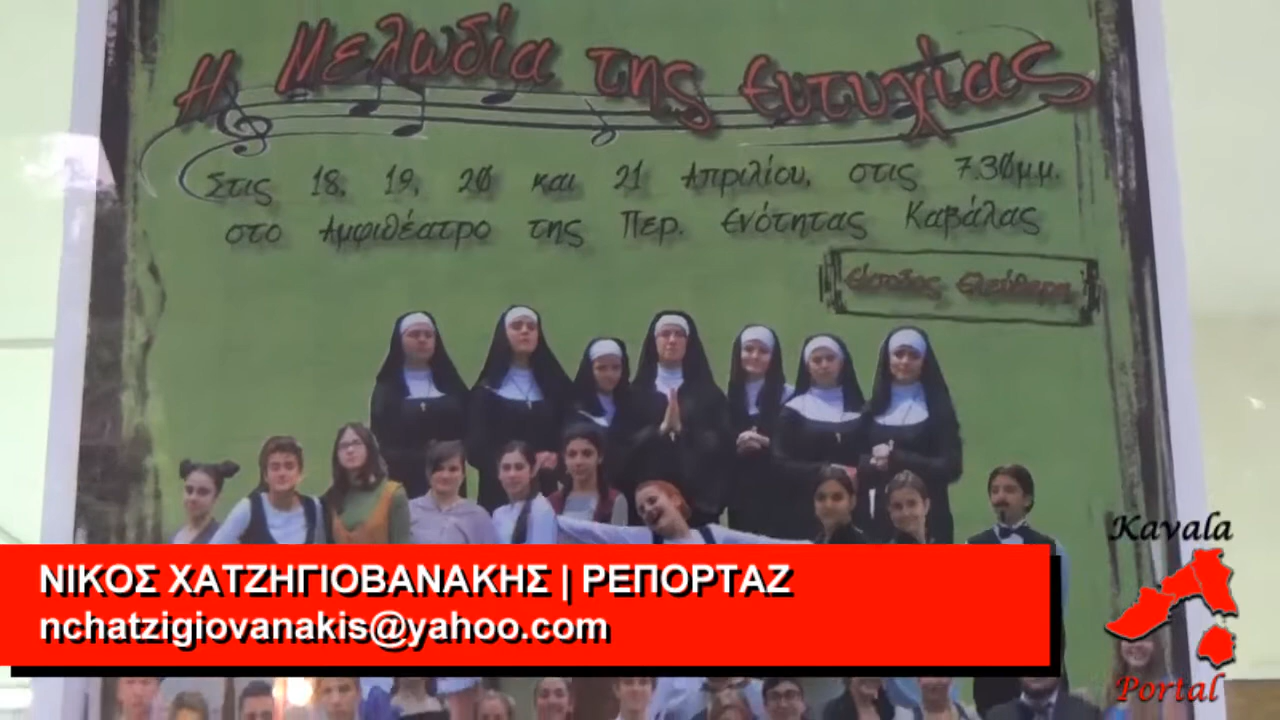 Η Μελωδία της Ευτυχίας
Στις 18, 19, 20 και 21 Απριλίου, στις 7.30μ.μ.
στο Αμφιθέατρο της Περ. Ενότητας Καβάλας
Είσοδος Ελεύθερη
ΝΙΚΟΣ ΧΑΤΖΗΓΙΟΒΑΝΑΚΗΣ | ΡΕΠΟΡΤΑΖ
nchatzigiovanakis@yahoo.com
Kavala
Portal